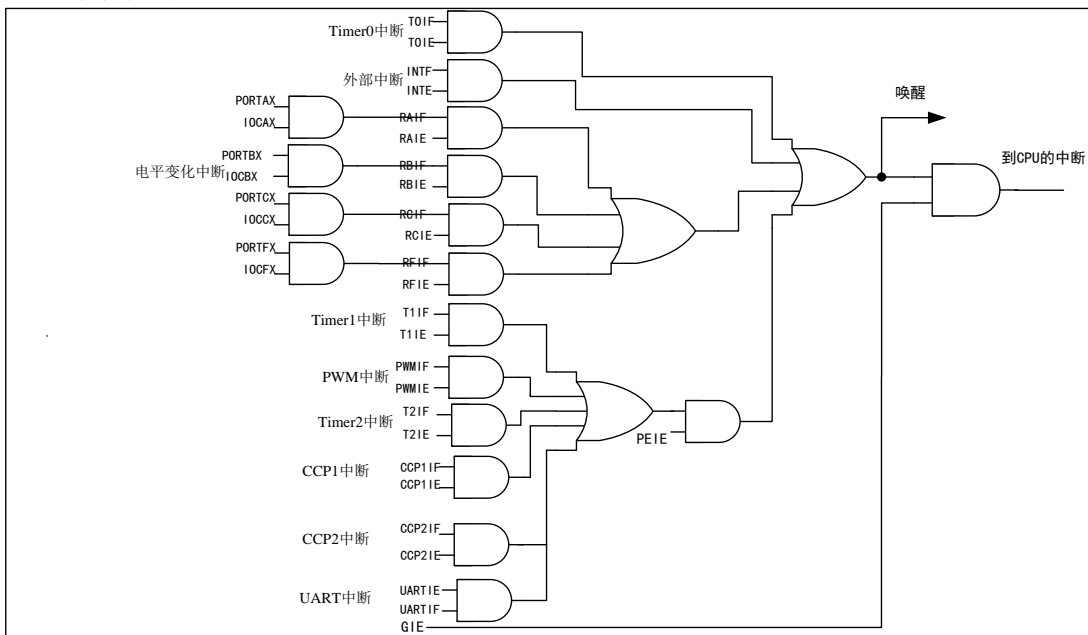 Timer0中断
T0IF
T0IE
外部中断
INTF
INTE
唤醒
PORTAX
IOCAX
RAIF
RAIE
到CPU的中断
电平变化中断
PORTBX
IOCBX
RBIF
RBIE
PORTCX
IOCCX
RCIF
RCIE
PORTFX
IOCFX
RFIF
RFIE
Timer1中断
T1IF
T1IE
PWM中断
PWMIF
PWMIE
Timer2中断
T2IF
T2IE
PEIE
CCP1中断
CCP1IF
CCP1IE
CCP2中断
CCP2IF
CCP2IE
UART中断
UARTIE
UARTIF
GIE